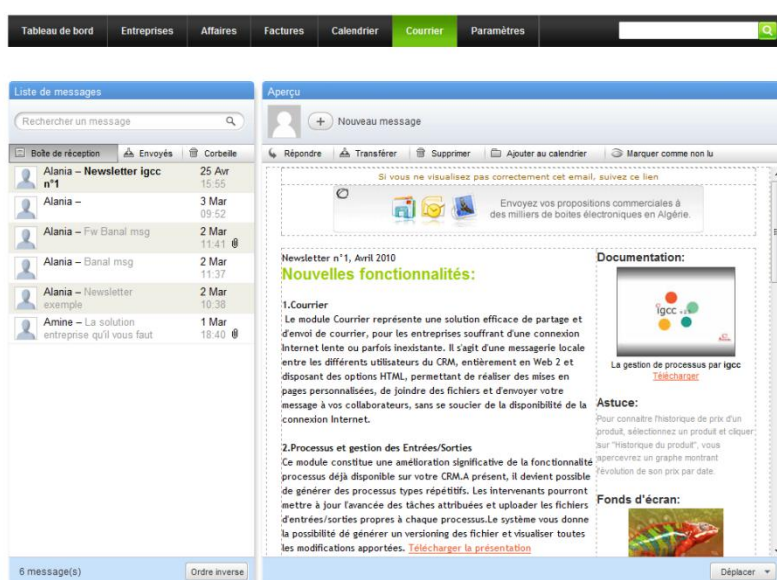 Tableau de bord Entreprises Affaires Factures Calendrier Courrier Paramètres
Liste de messages
Rechercher un message
Boîte de réception Envoyés Corbeille
Alania – Newsletter igcc n°1
25 Avr
15:55
Alania –
3 Mar
09:52
Alania – Fw Banal msg
2 Mar
11:41
Alania – Banal msg
2 Mar
11:37
Alania – Newsletter
exemple
2 Mar
10:38
Amine – La solution
entreprise qu'il vous faut
1 Mar
18:40
6 message(s)
Ordre inverse
Aperçu
Nouveau message
Répondre Transférer Supprimer Ajouter au calendrier Marquer comme non lu
Si vous ne visualisez pas correctement cet email, suivez ce lien
Envoyez vos propositions commerciales à
des milliers de boites électroniques en Algérie.
Newsletter n°1, Avril 2010
Nouvelles fonctionnalités:
1.Courrier
Le module Courrier représente une solution efficace de partage et
d'envoi de courrier, pour les entreprises souffrant d'une connexion
Internet lente ou parfois inexistante. Il s'agit d'une messagerie locale
entre les différents utilisateurs du CRM, entièrement en Web 2 et
disposant des options HTML, permettant de réaliser des mises en
pages personnalisées, de joindre des fichiers et d'envoyer votre
message à vos collaborateurs, sans se soucier de la disponibilité de la
connexion Internet.
2.Processus et gestion des Entrées/Sorties
Ce module constitue une amélioration significative de la fonctionnalité
processus déjà disponible sur votre CRM.A présent, il devient possible
de générer des processus types répétitifs. Les intervenants pourront
mettre à jour l'avancée des tâches attribuées et uploader les fichiers
d'entrées/sorties propres à chaque processus.Le système vous donne
la possibilité dé générer un versioning des fichier et visualiser toutes
les modifications apportées. Télécharger la présentation
Documentation:
igcc
La gestion de processus par igcc
Télécharger
Astuce:
Pour connaitre l'historique de prix d'un
produit, sélectionnez un produit et cliquer
sur "Historique du produit", vous
apercevrez un graphe montrant
l'évolution de son prix par date.
Fonds d'écran:
Déplacer